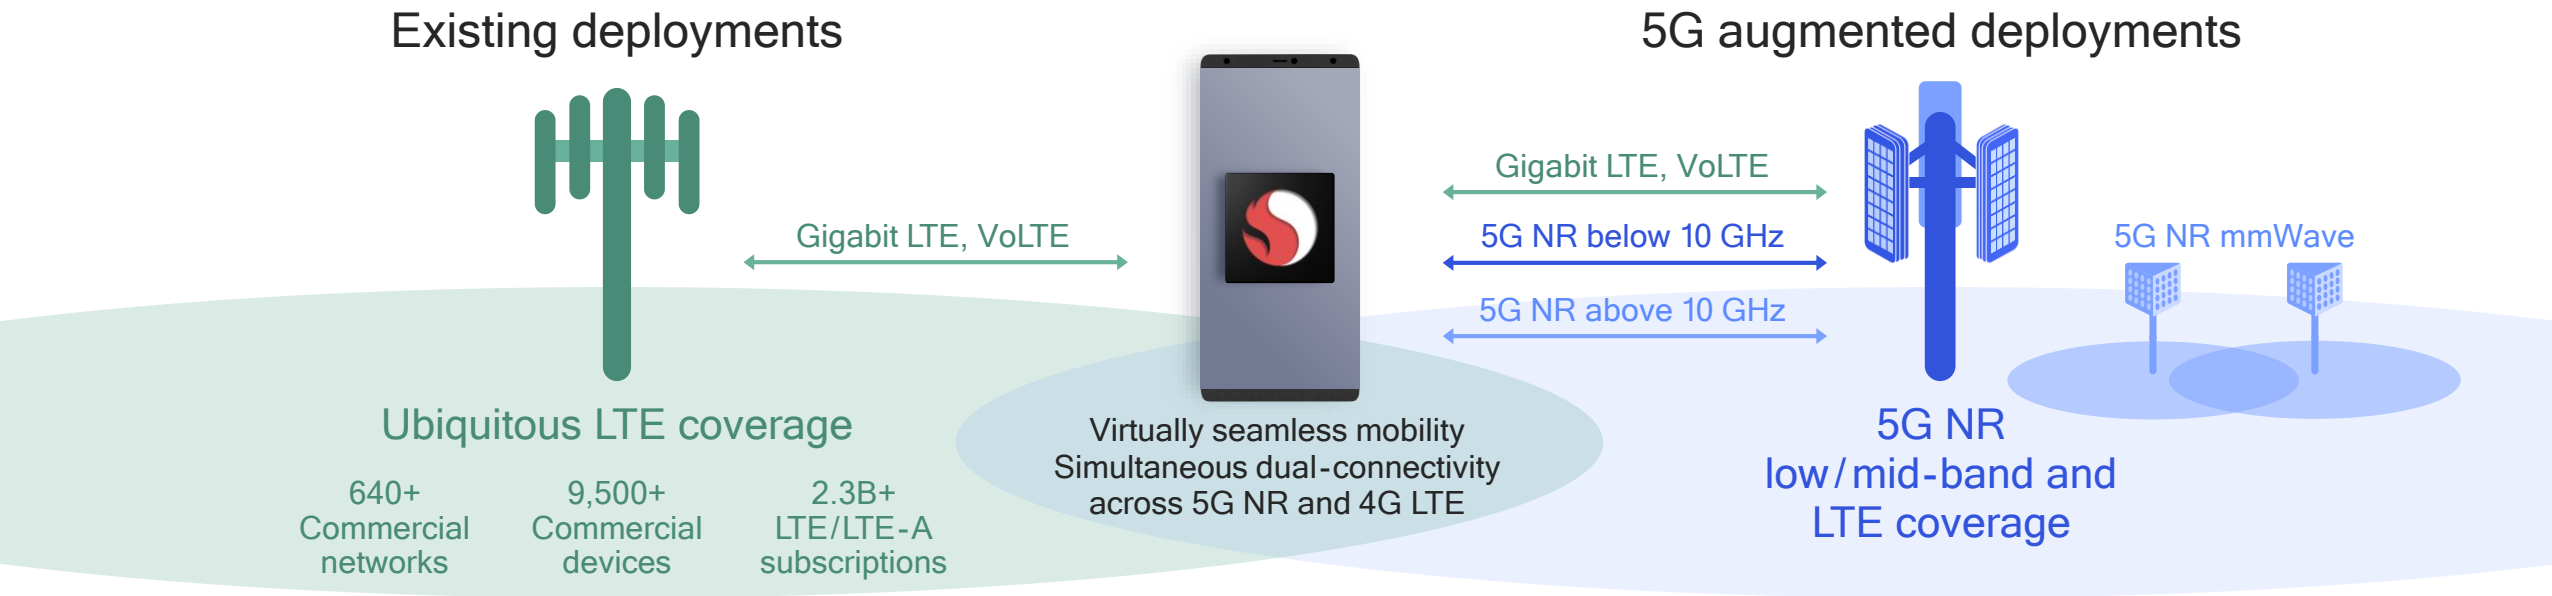 Existing deployments
Gigabit LTE, VoLTE
Ubiquitous LTE coverage
640+
Commercial
networks
9,500+
Commercial
devices
2.3B+
LTE/LTE-A
subscriptions
Virtually seamless mobility
Simultaneous dual-connectivity
across 5G NR and 4G LTE
5G augmented deployments
Gigabit LTE, VoLTE
5G NR below 10 GHz
5G NR above 10 GHz
5G NR mmWave
5G NR
low/mid-band and
LTE coverage